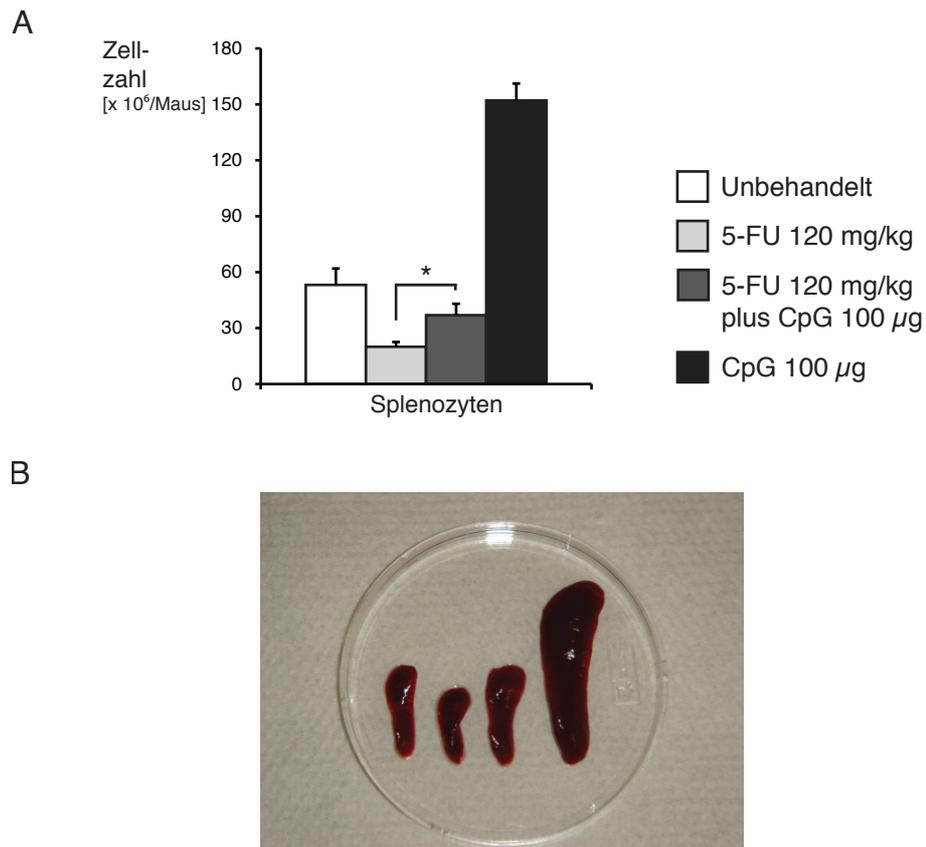 A
Zell-
zahl
[x 10⁶/Maus]
180
150
120
90
60
30
0
*
Splenozyten
Unbehandelt
5-FU 120 mg/kg
5-FU 120 mg/kg
plus CpG 100 µg
CpG 100 µg
B